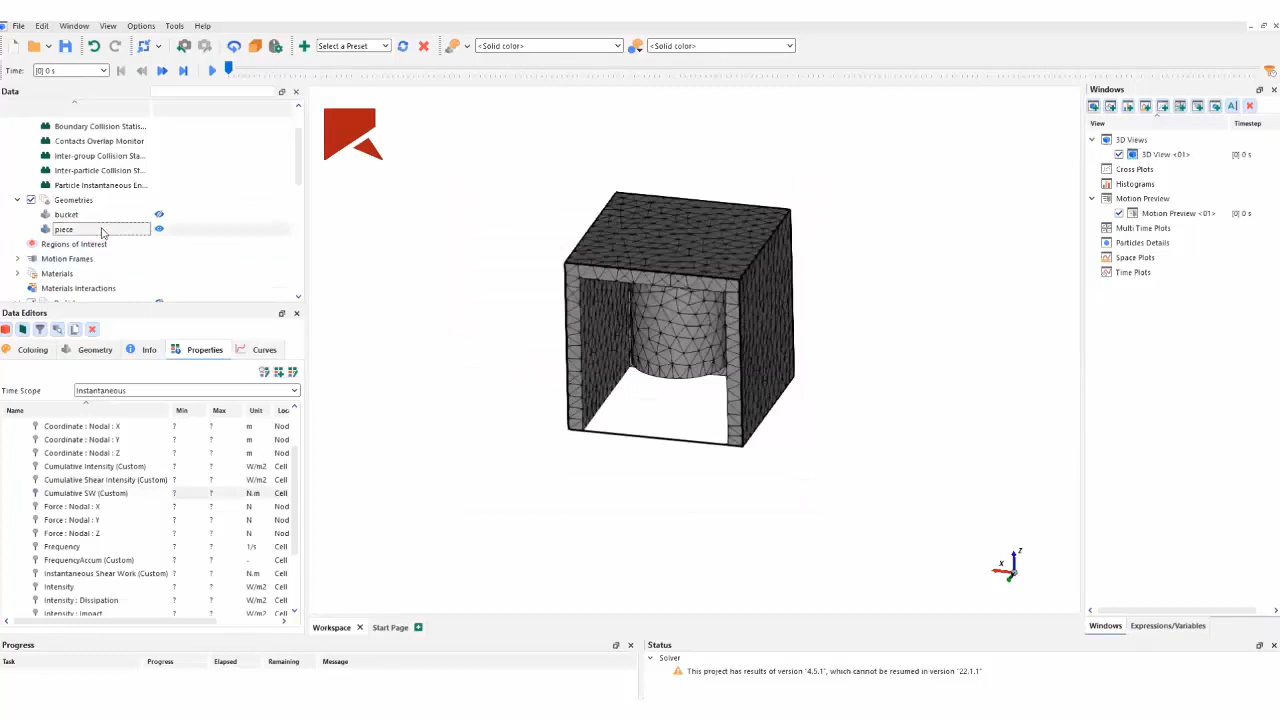 File Edit Window View Options Tools Help
Select a Preset <Solid color> <Solid color>
Time: [0] 0 s
Data
Boundary Collision Statis...
Contacts Overlap Monitor
Inter-group Collision Sta...
Inter-particle Collision St...
Particle Instantaneous En...
Geometries
bucket
piece
Regions of Interest
Motion Frames
Materials
Materials Interactions
Data Editors
Coloring Geometry Info Properties Curves
Time Scope Instantaneous
Name Min Max Unit Loc
Coordinate : Nodal : X ? ? m Nod
Coordinate : Nodal : Y ? ? m Nod
Coordinate : Nodal : Z ? ? m Nod
Cumulative Intensity (Custom) ? ? W/m2 Cell
Cumulative Shear Intensity (Custom) ? ? W/m2 Cell
Cumulative SW (Custom) ? ? N.m Cell
Force : Nodal : X ? ? N Nod
Force : Nodal : Y ? ? N Nod
Force : Nodal : Z ? ? N Nod
Frequency ? ? 1/s Cell
FrequencyAccum (Custom) ? ? - Cell
Instantaneous Shear Work (Custom) ? ? N.m Cell
Intensity ? ? W/m2 Cell
Intensity : Dissipation ? ? W/m2 Cell
Intensity : Impact ? ? W/m2 Cell
Z
X
Workspace Start Page
Windows
View Timestep
3D Views
3D View <01> [0] 0 s
Cross Plots
Histograms
Motion Preview
Motion Preview <01> [0] 0 s
Multi Time Plots
Particles Details
Space Plots
Time Plots
Windows Expressions/Variables
Progress
Task Progress Elapsed Remaining Message
Status
Solver
This project has results of version "4.5.1", which cannot be resumed in version "22.1.1"